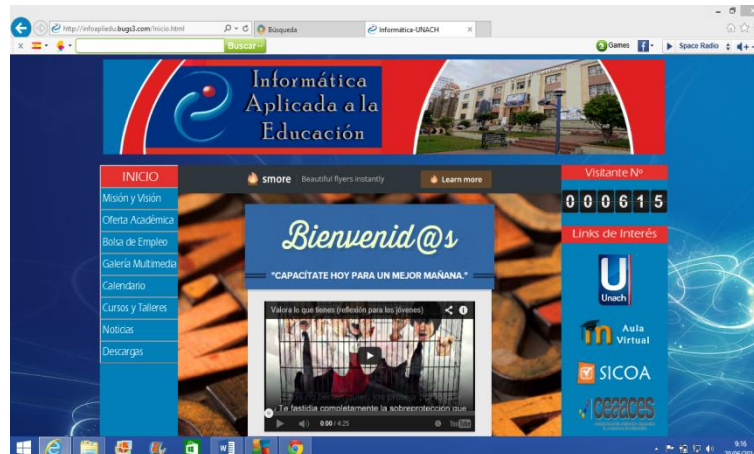 http://infoapliedu.bugs3.com/Inicio.html
Búsqueda
Informática-UNACH
Buscar
Games
Space Radio
Informática
Aplicada a la
Educación
INICIO
Misión y Visión
Oferta Académica
Bolsa de Empleo
Galería Multimedia
Calendario
Cursos y Talleres
Noticias
Descargas
smore
Beautiful flyers instantly
Learn more
Bienvenid@s
"CAPACÍTATE HOY PARA UN MEJOR MAÑANA."
Valora lo que tienes (reflexión para los jóvenes)
¿Te fastidia completamente la sobreprotección que
0:00 / 4:25
YouTube
Visitante Nº
000615
Links de Interés
Unach
Aula
Virtual
SICOA
ceaaces
9:16